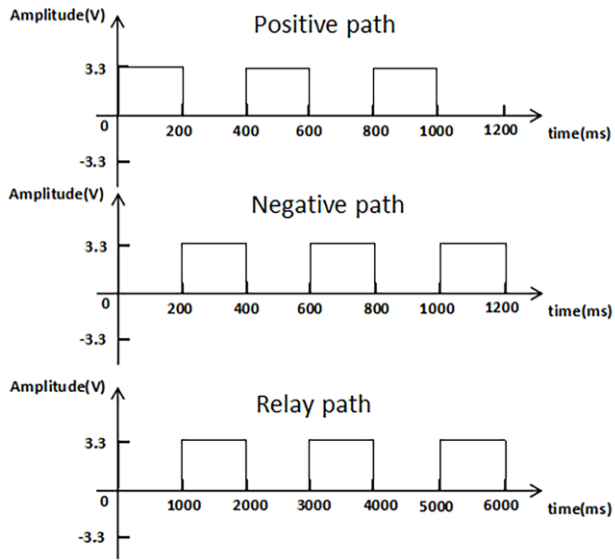 Amplitude(V)
Positive path
3.3
0
200 400 600 800 1000 1200 time(ms)
-3.3
Amplitude(V)
Negative path
3.3
0
200 400 600 800 1000 1200 time(ms)
-3.3
Amplitude(V)
Relay path
3.3
0
1000 2000 3000 4000 5000 6000 time(ms)
-3.3